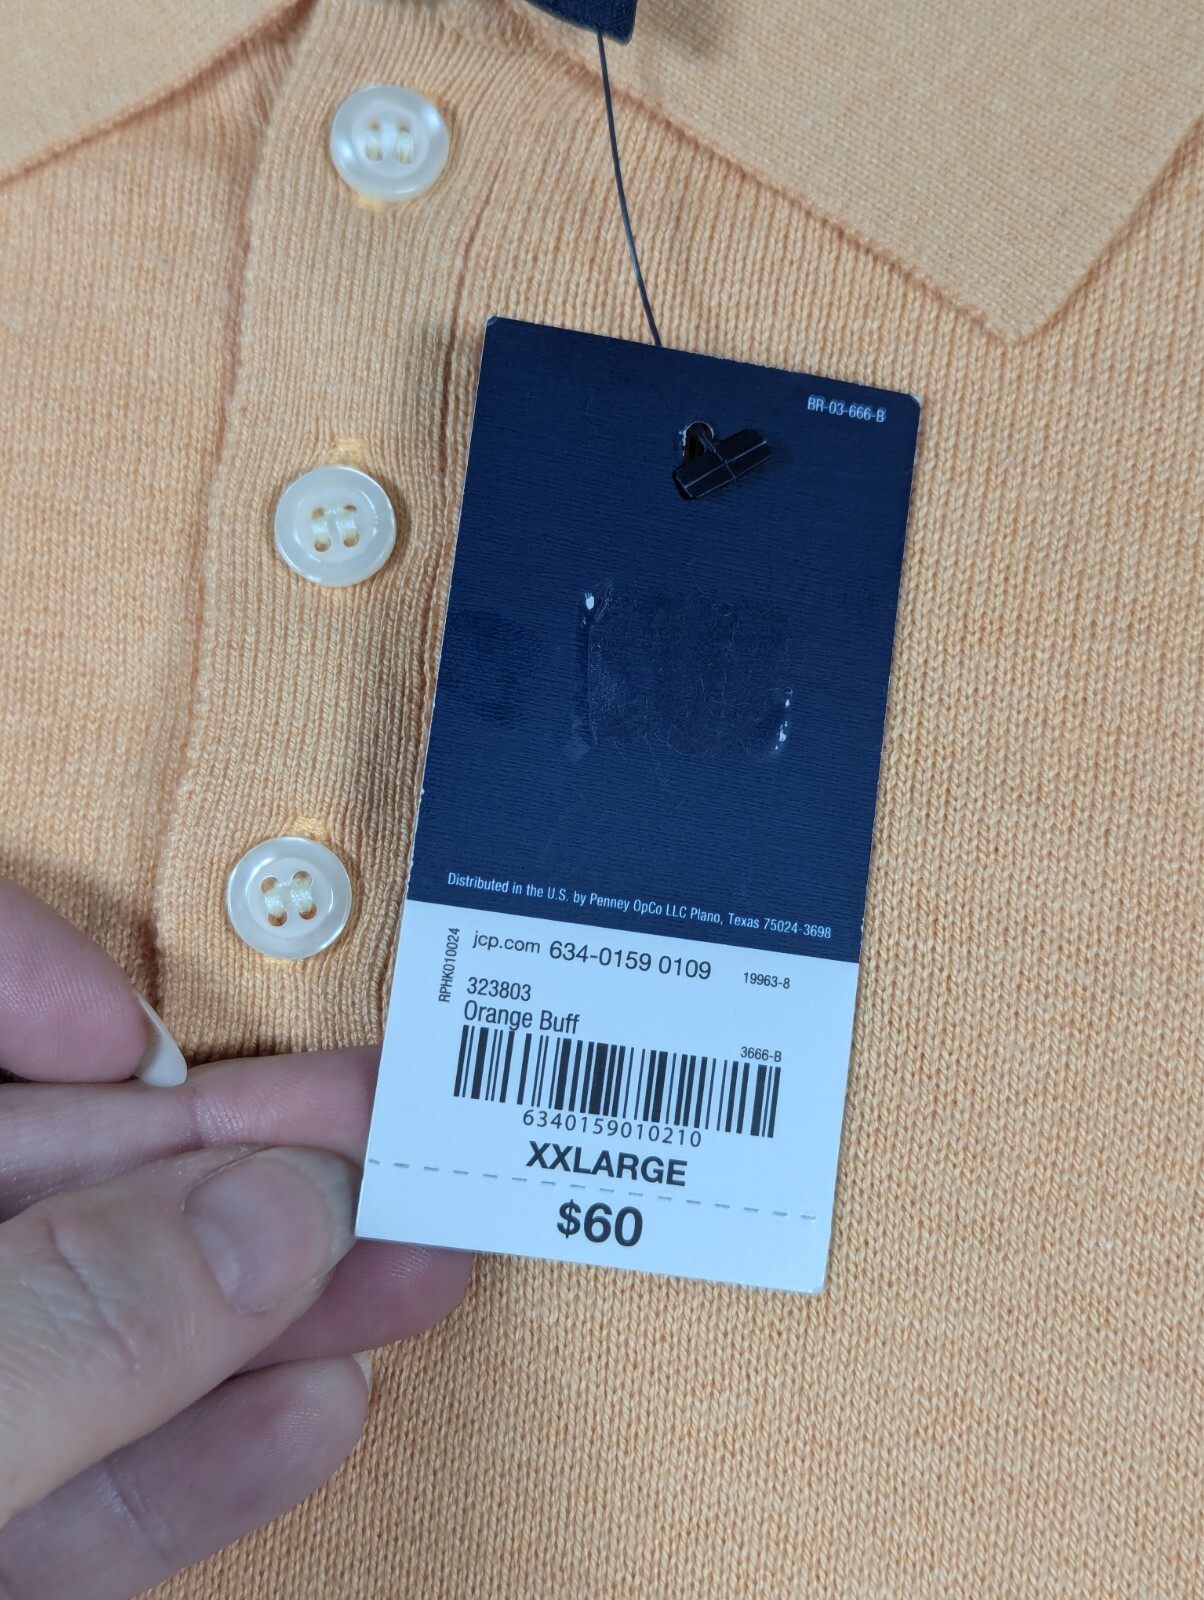 BR-03-666-B
Distributed in the U.S. by Penney OpCo LLC Plano, Texas 75024-3698
RPHK010024
jcp.com 634-0159 0109 19963-8
323803
Orange Buff
3666-B
6340159010210
XXLARGE
$60